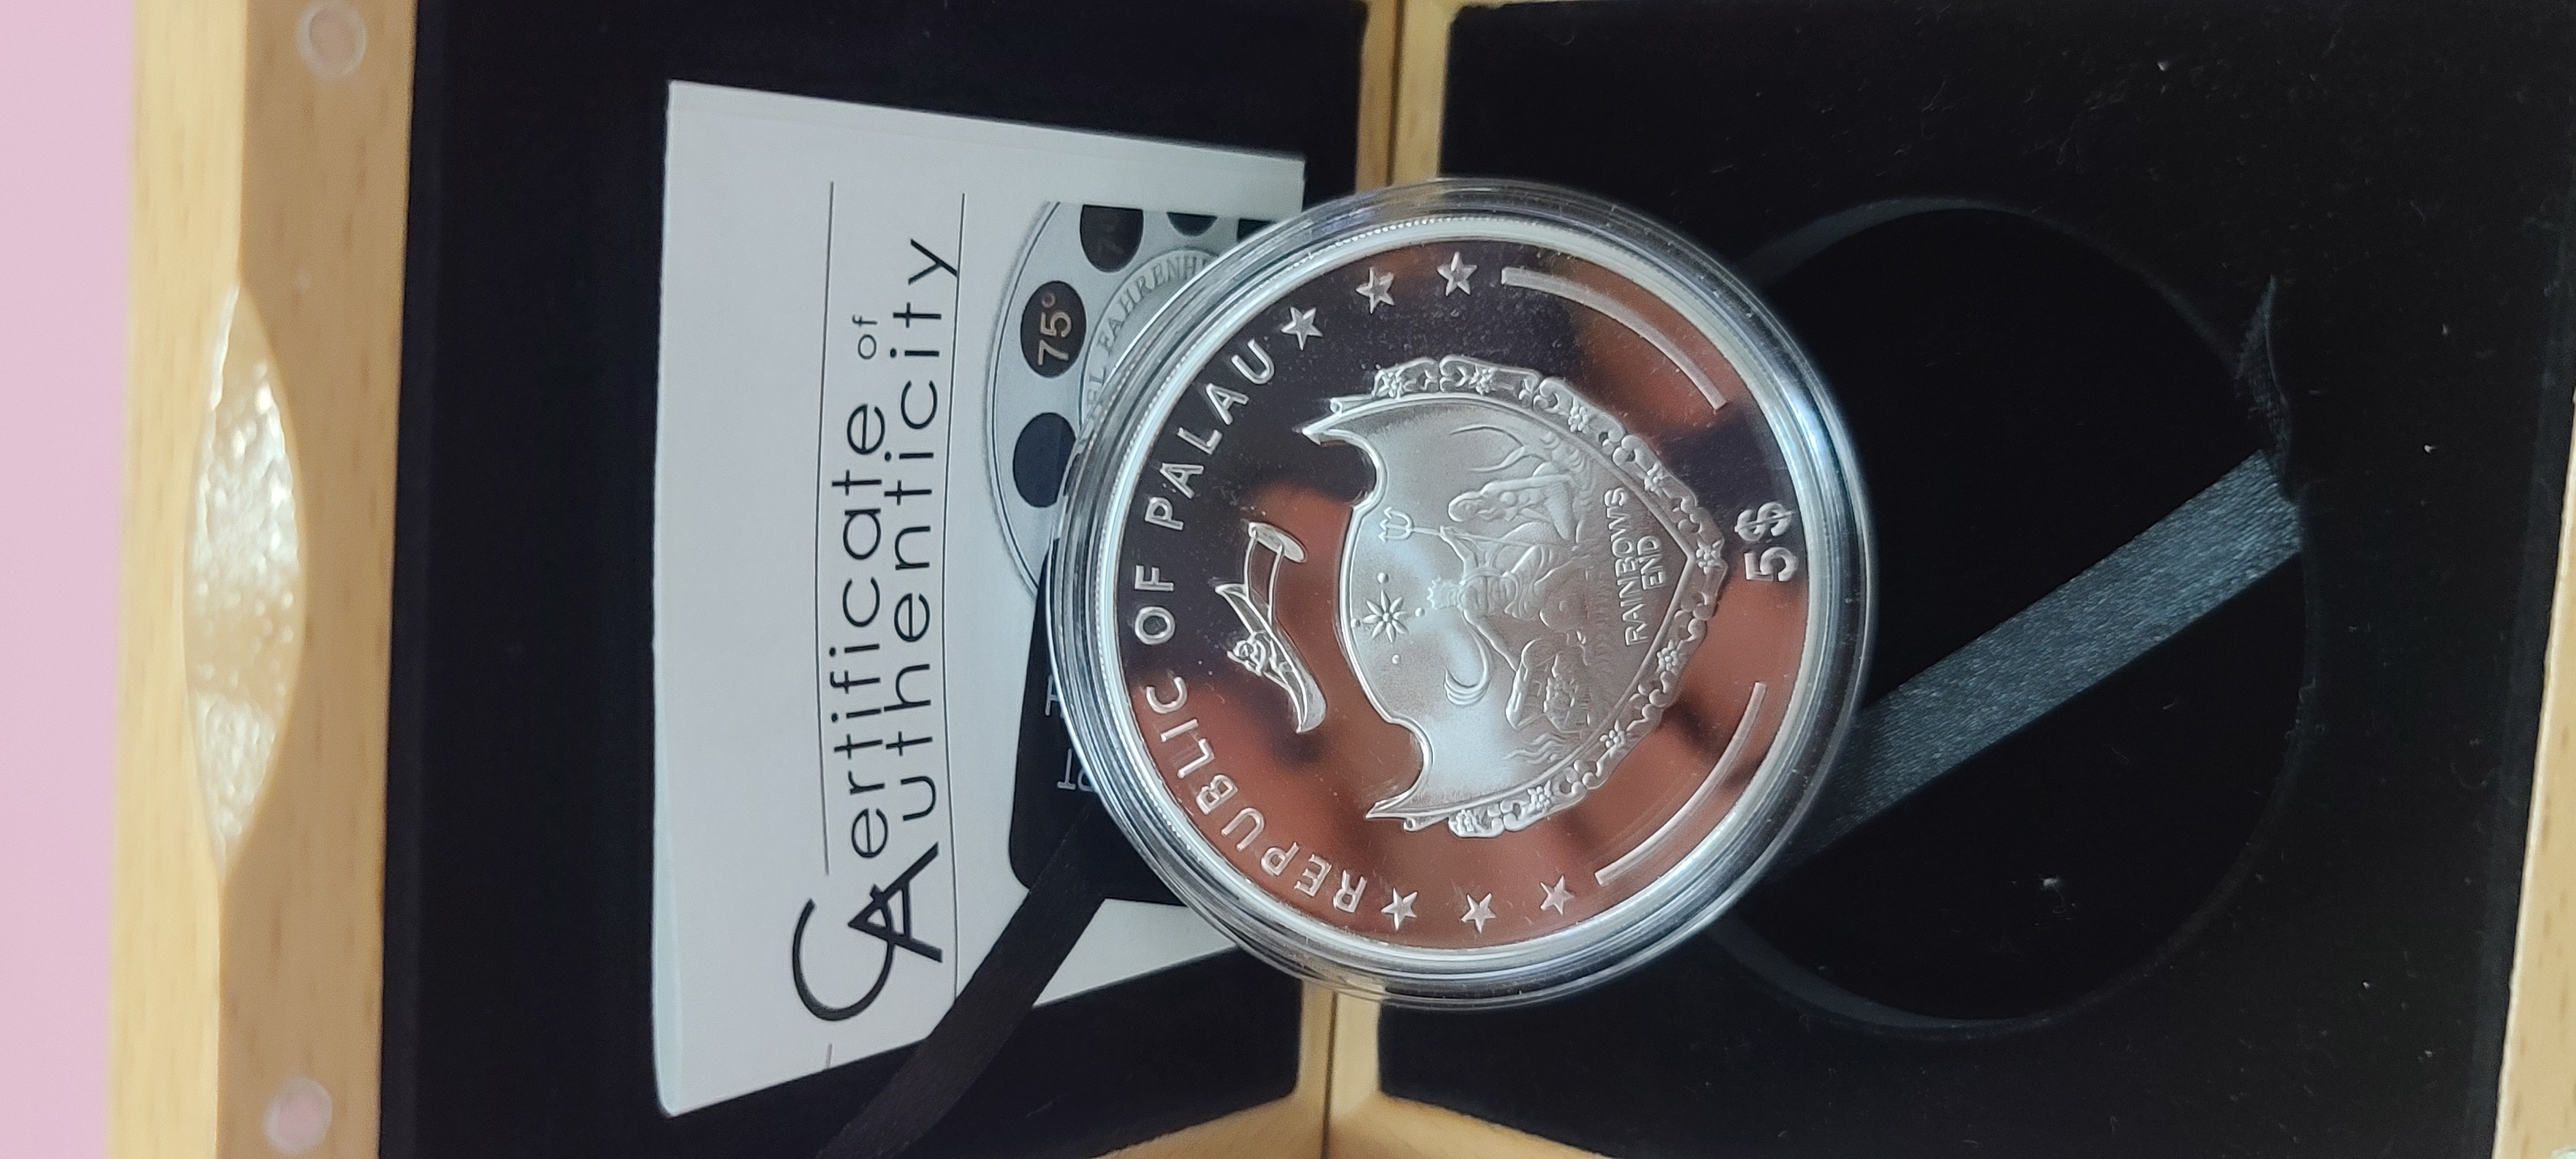 Certificate of
Authenticity
75°
REPUBLIC OF PALAU
RAINBOW'S
END
5$